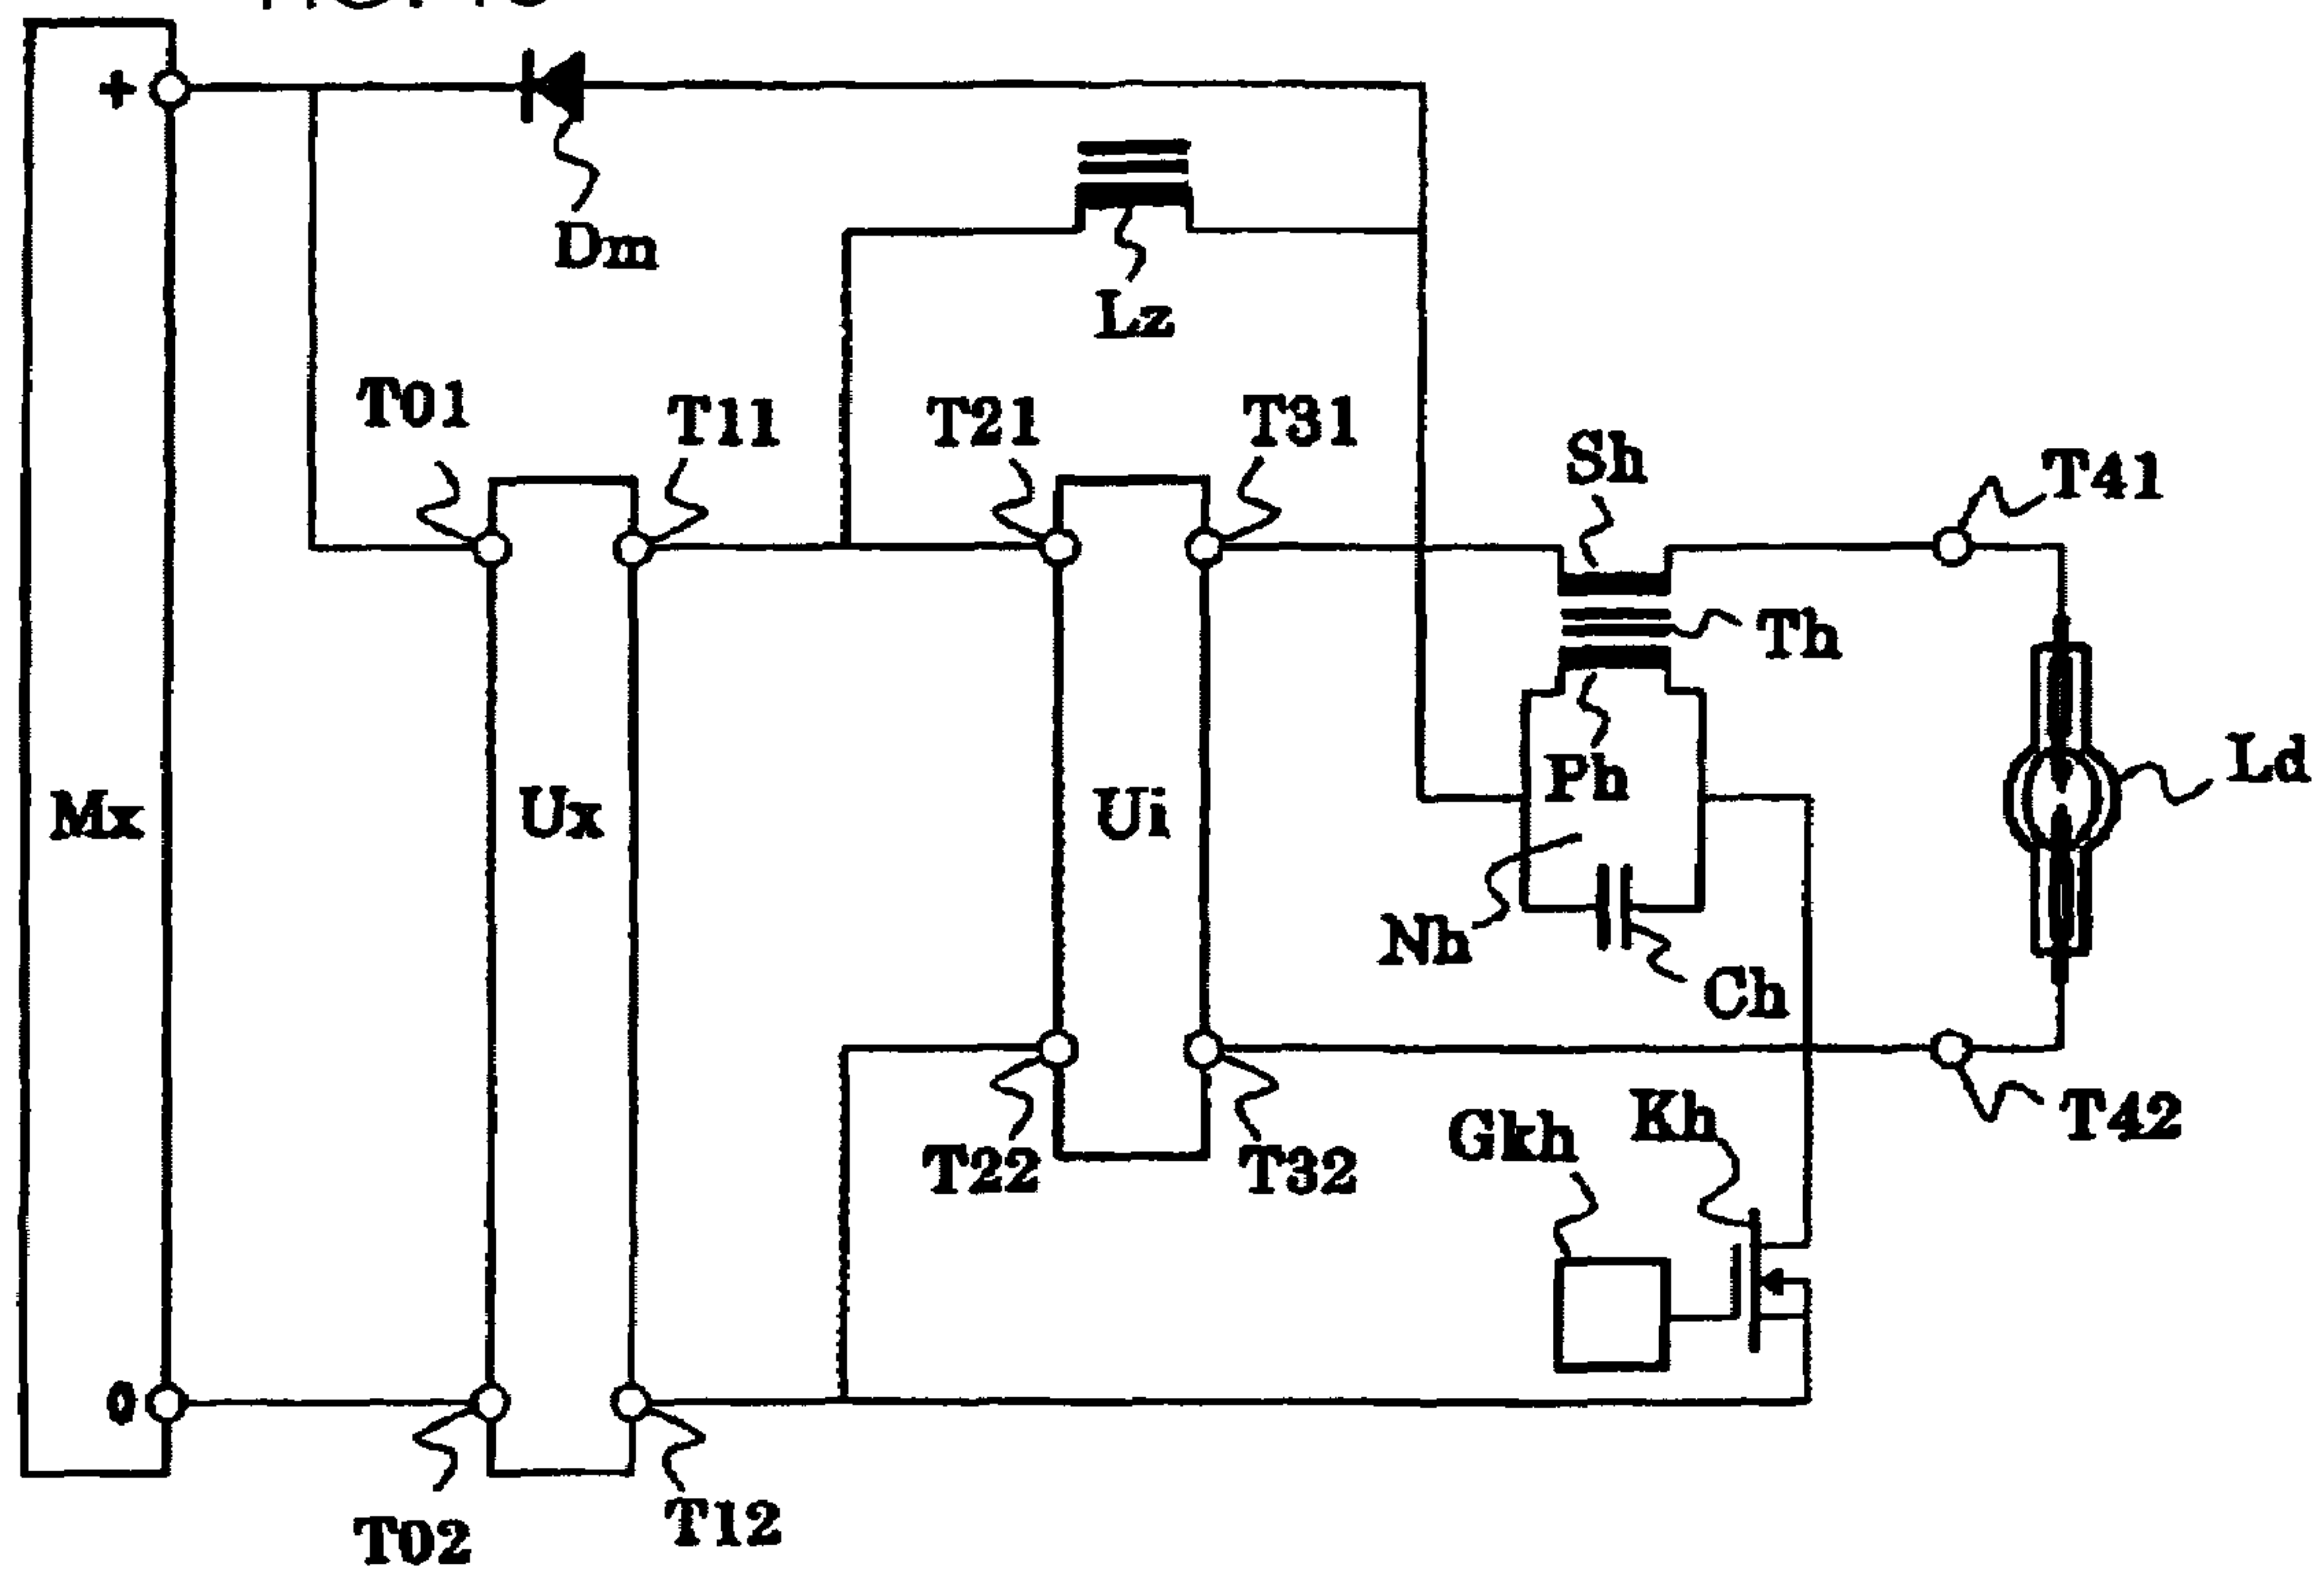 +
Dm
Lz
T01
T11
T21
T31
Sh
T41
Th
Mx
Ux
Ui
Ph
Ld
Nh
Ch
T22
T32
Gkh
Kh
T42
0
T02
T12